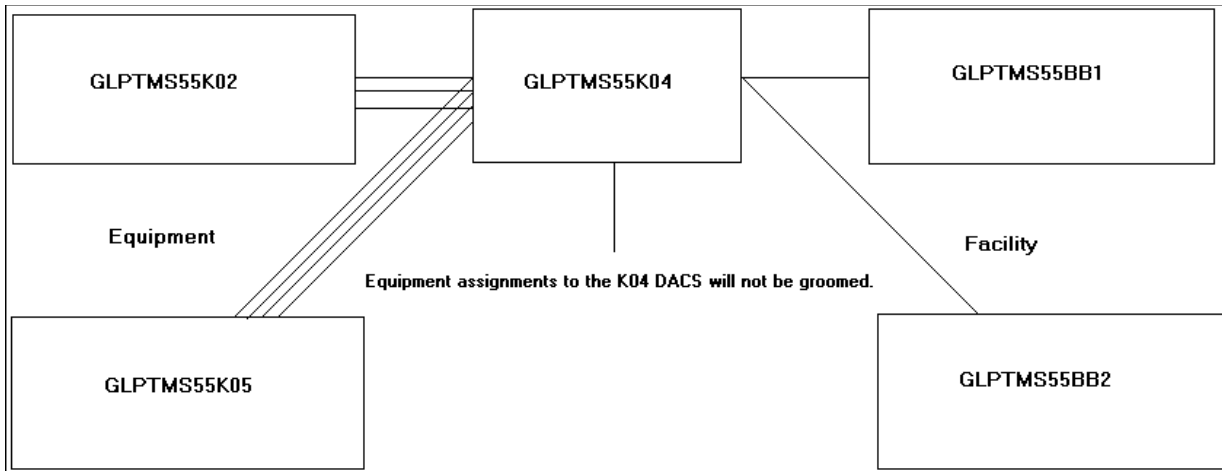 GLPTMS55K02
GLPTMS55K04
GLPTMS55BB1
Equipment
Facility
Equipment assignments to the K04 DACS will not be groomed.
GLPTMS55K05
GLPTMS55BB2